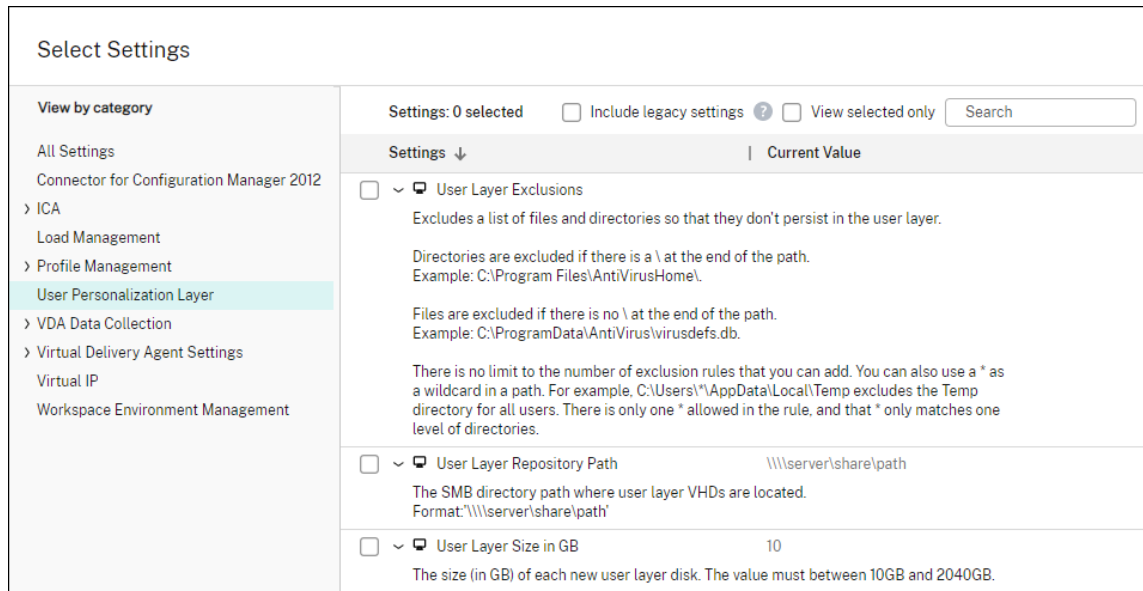 Select Settings
View by category
All Settings
Connector for Configuration Manager 2012
ICA
Load Management
Profile Management
User Personalization Layer
VDA Data Collection
Virtual Delivery Agent Settings
Virtual IP
Workspace Environment Management
Settings: 0 selected
Include legacy settings ?
View selected only
Search
Settings ↓ | Current Value
User Layer Exclusions
Excludes a list of files and directories so that they don't persist in the user layer.
Directories are excluded if there is a \ at the end of the path.
Example: C:\Program Files\AntiVirusHome\.
Files are excluded if there is no \ at the end of the path.
Example: C:\ProgramData\AntiVirus\virusdefs.db.
There is no limit to the number of exclusion rules that you can add. You can also use a * as
a wildcard in a path. For example, C:\Users\*\AppData\Local\Temp excludes the Temp
directory for all users. There is only one * allowed in the rule, and that * only matches one
level of directories.
User Layer Repository Path \\\\server\share\path
The SMB directory path where user layer VHDs are located.
Format:'\\\\server\share\path'
User Layer Size in GB 10
The size (in GB) of each new user layer disk. The value must between 10GB and 2040GB.